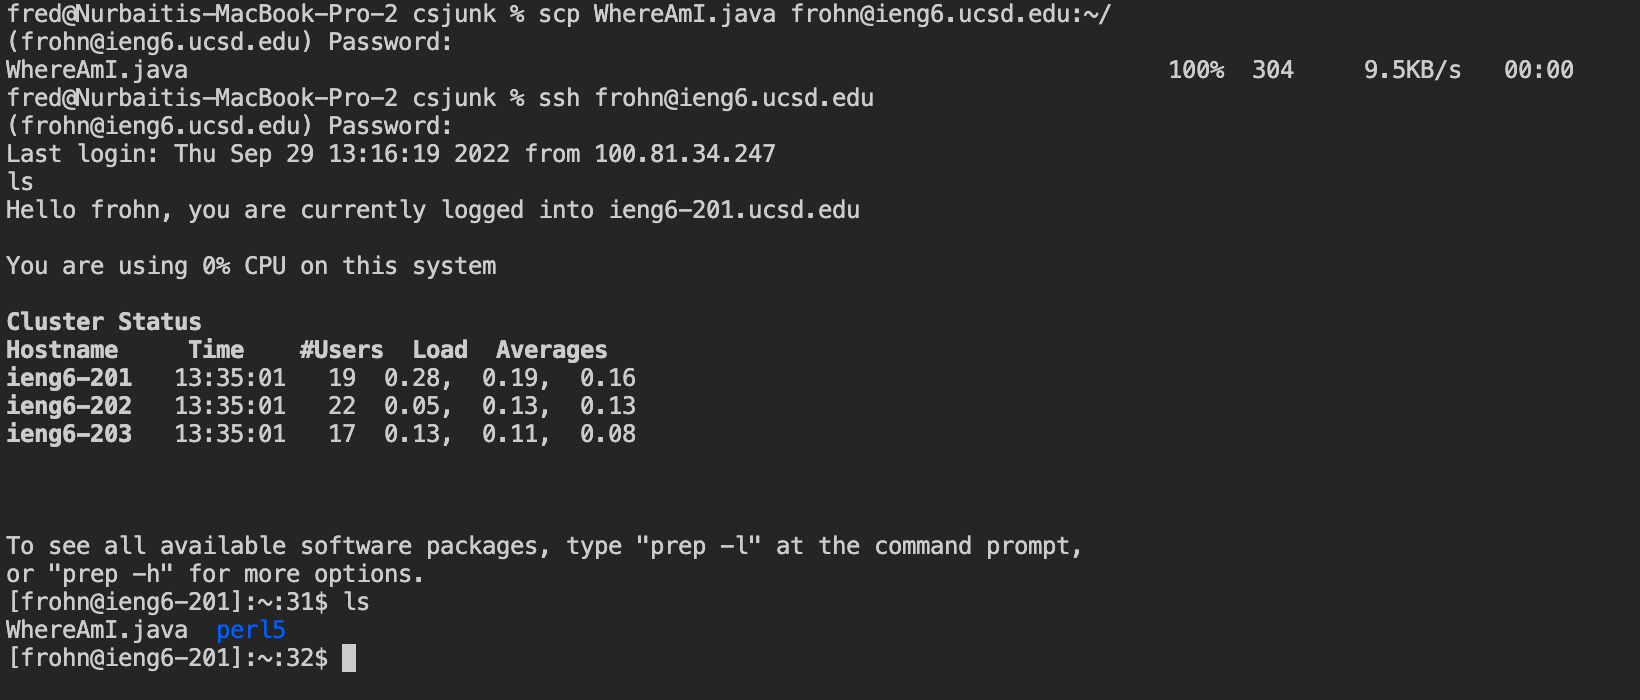 fred@Nurbaitis-MacBook-Pro-2 csjunk % scp WhereAmI.java frohn@ieng6.ucsd.edu:~/
(frohn@ieng6.ucsd.edu) Password:
WhereAmI.java 100% 304 9.5KB/s 00:00
fred@Nurbaitis-MacBook-Pro-2 csjunk % ssh frohn@ieng6.ucsd.edu
(frohn@ieng6.ucsd.edu) Password:
Last login: Thu Sep 29 13:16:19 2022 from 100.81.34.247
ls
Hello frohn, you are currently logged into ieng6-201.ucsd.edu
You are using 0% CPU on this system
Cluster Status
Hostname Time #Users Load Averages
ieng6-201 13:35:01 19 0.28, 0.19, 0.16
ieng6-202 13:35:01 22 0.05, 0.13, 0.13
ieng6-203 13:35:01 17 0.13, 0.11, 0.08
To see all available software packages, type "prep -l" at the command prompt,
or "prep -h" for more options.
[frohn@ieng6-201]:~:31$ ls
WhereAmI.java perl5
[frohn@ieng6-201]:~:32$